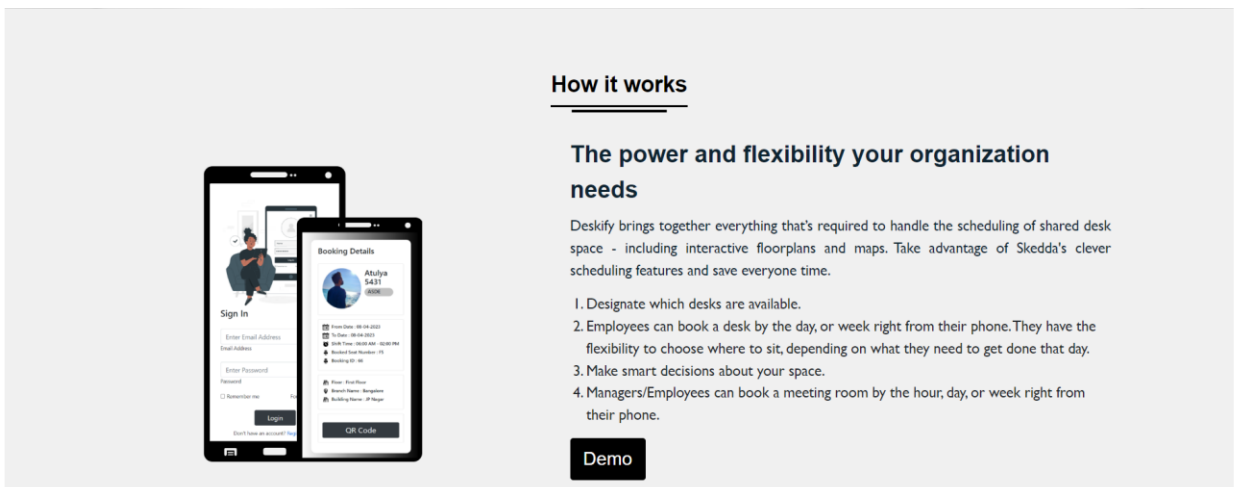 How it works
The power and flexibility your organization
needs
Deskify brings together everything that's required to handle the scheduling of shared desk
space - including interactive floorplans and maps. Take advantage of Skedda's clever
scheduling features and save everyone time.
1. Designate which desks are available.
2. Employees can book a desk by the day, or week right from their phone. They have the
flexibility to choose where to sit, depending on what they need to get done that day.
3. Make smart decisions about your space.
4. Managers/Employees can book a meeting room by the hour, day, or week right from
their phone.
Demo
Sign In
Enter Email Address
Email Address
Enter Password
Password
Remember me
Login
Don't have an account?
Booking Details
Atulya
5431
From Date : 08-04-2023
To Date : 08-04-2023
Shift Time : 06:00 AM - 02:00 PM
Booked Seat Number : F5
Booking ID : 66
Floor : First Floor
Branch Name : Bangalore
Building Name : JP Nagar
QR Code